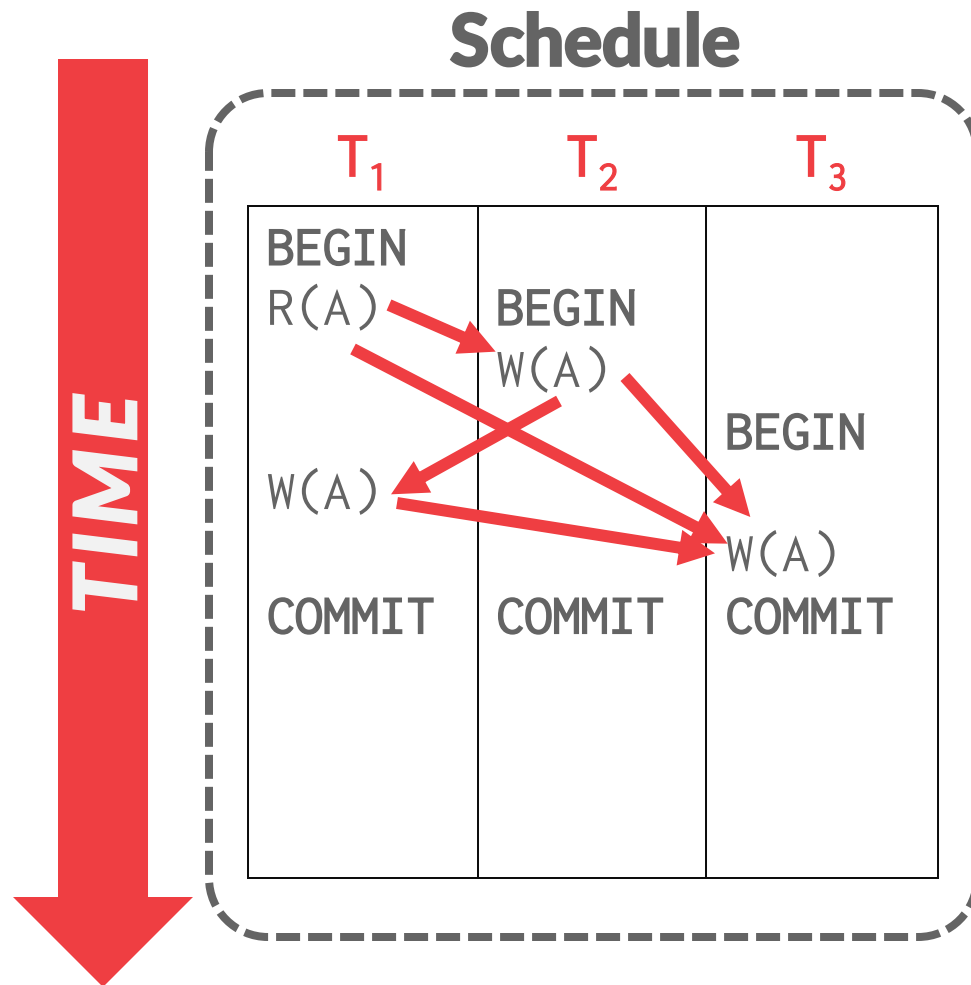 Schedule
TIME
T1 T2 T3
BEGIN
R(A) BEGIN
W(A)
BEGIN
W(A)
W(A)
COMMIT COMMIT COMMIT